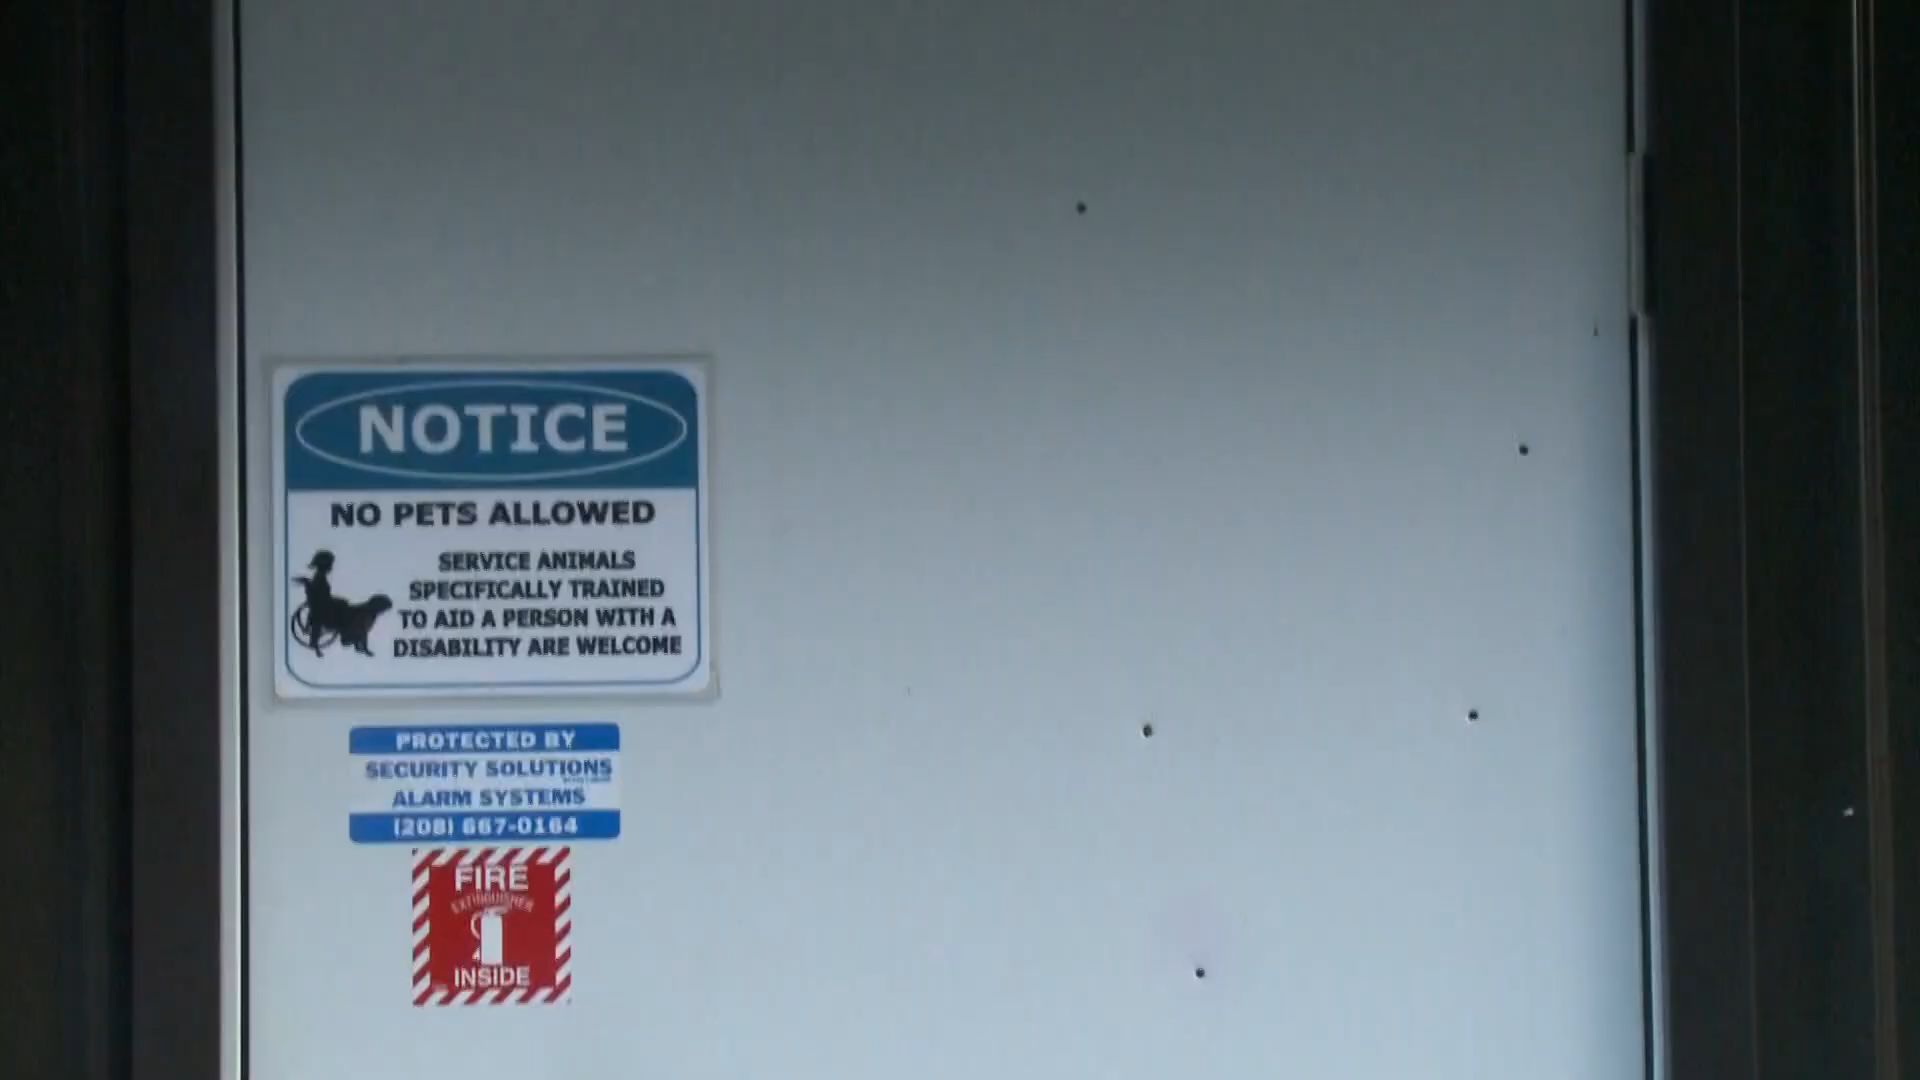 NOTICE
NO PETS ALLOWED
SERVICE ANIMALS
SPECIFICALLY TRAINED
TO AID A PERSON WITH A
DISABILITY ARE WELCOME
PROTECTED BY
SECURITY SOLUTIONS
ALARM SYSTEMS
(208) 667-0164
FIRE
EXTINGUISHER
INSIDE